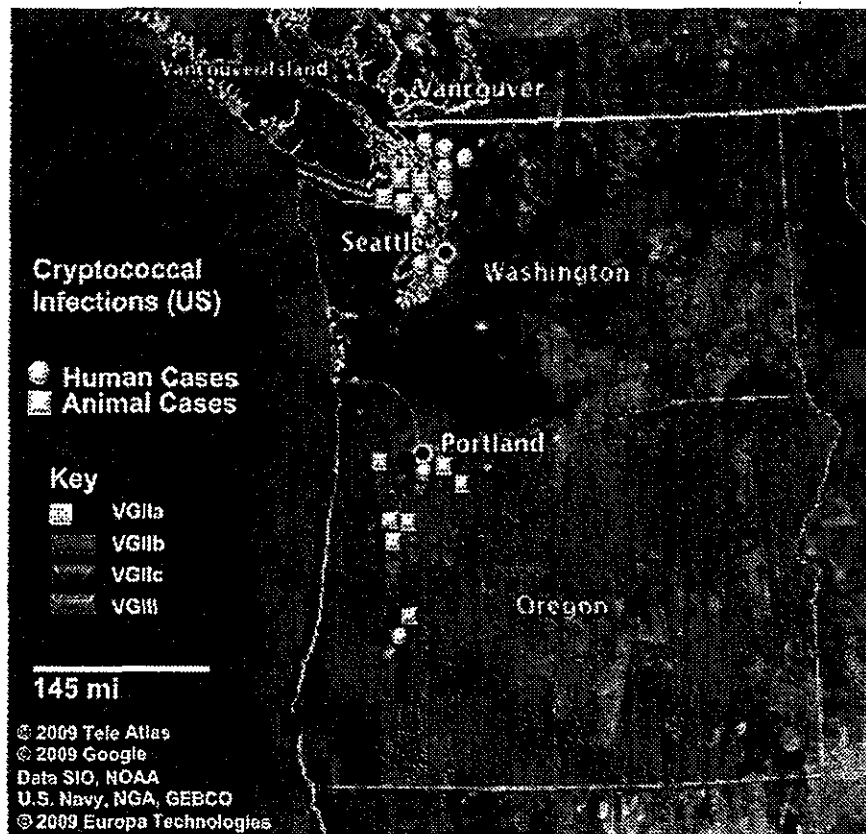 Vancouver Island
Vancouver
Seattle
Washington
Cryptococcal
Infections (US)
Human Cases
Animal Cases
Portland
Key
VGIIa
VGIIb
VGIIc
VGIII
Oregon
145 mi
© 2009 Tele Atlas
© 2009 Google
Data SIO, NOAA
U.S. Navy, NGA, GEBCO
© 2009 Europa Technologies